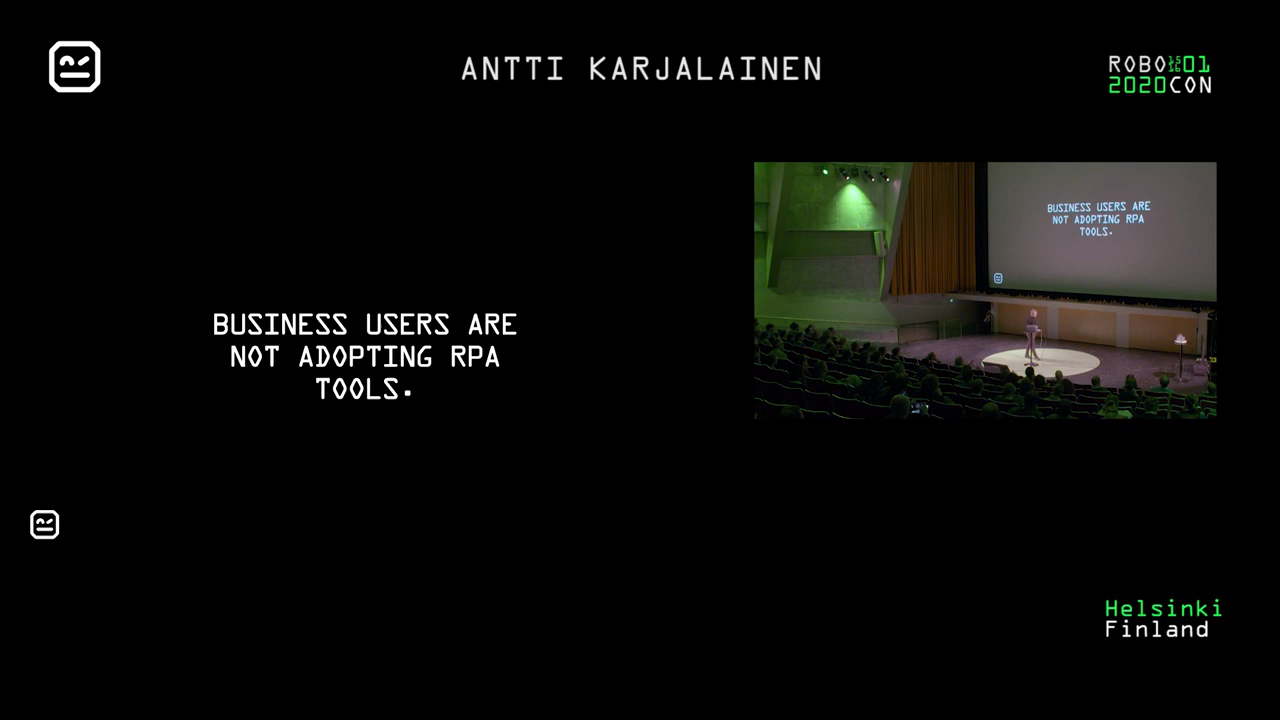 ANTTI KARJALAINEN
ROBO 01
2020CON
BUSINESS USERS ARE
NOT ADOPTING RPA
TOOLS.
BUSINESS USERS ARE
NOT ADOPTING RPA
TOOLS.
Helsinki
Finland